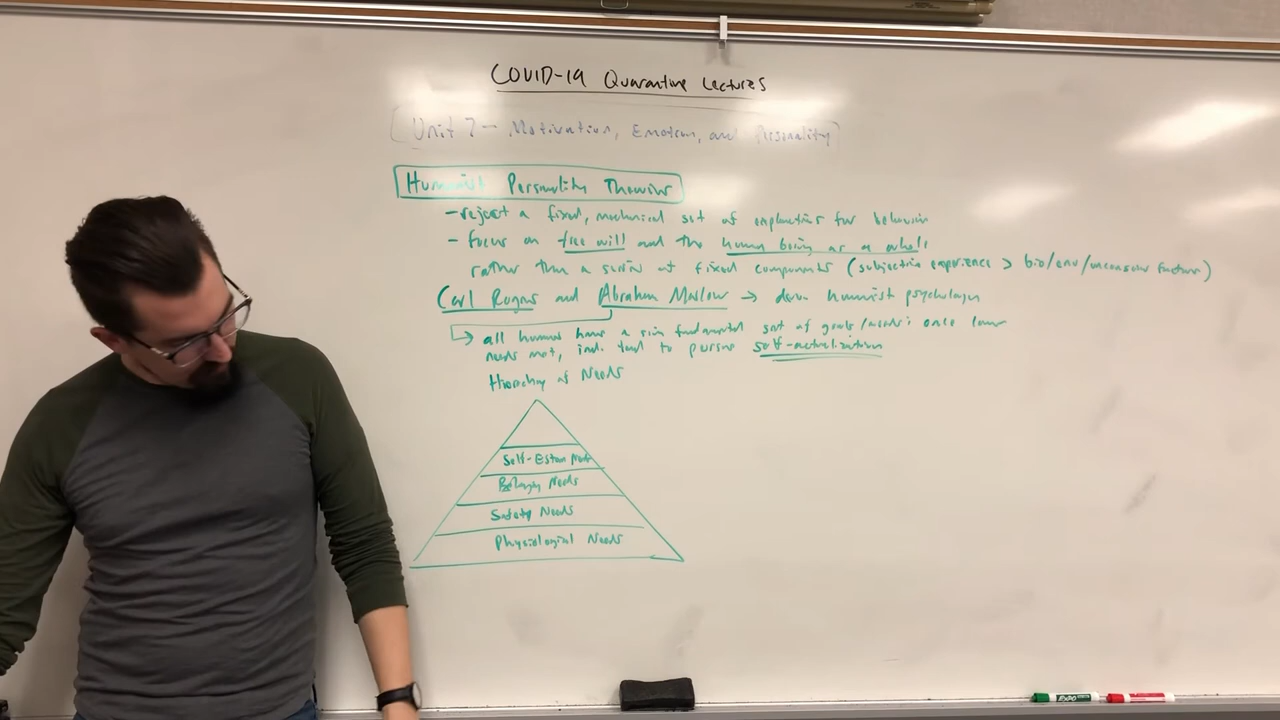 COVID-19 Quarantine Lectures
Unit 7 - Motivation, Emotion, and Personality
Humanist Personality Theories
- reject a fixed, mechanical set of explanations for behavior
- focus on free will and the human being as a whole
rather than a series of fixed components (subjective experience > bio/env/unconscious factors)
Carl Rogers and Abraham Maslow → humanist psychology
all humans have a fundamental set of goals/needs; once lower
needs met, ind. tend to pursue self-actualization
Hierarchy of Needs
Self-Esteem Needs
Belonging Needs
Safety Needs
Physiological Needs
EXPO